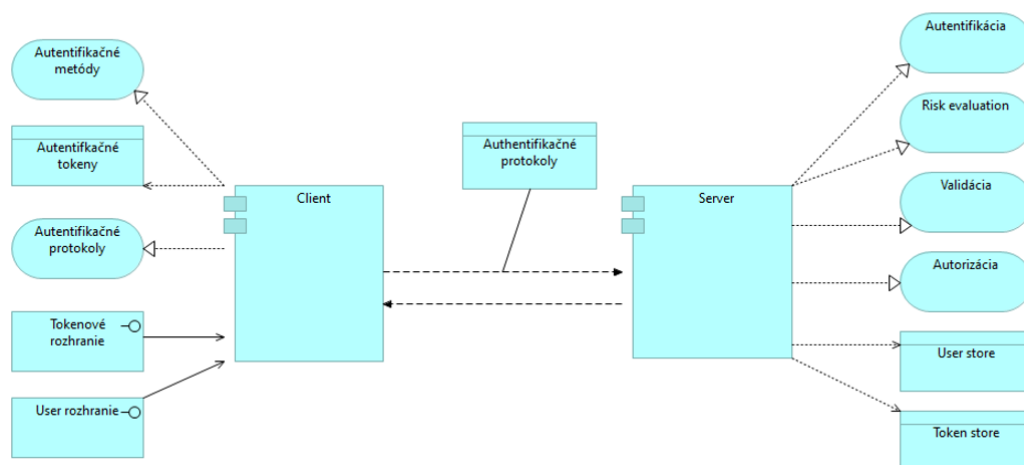 Autentifikačné
metódy
Autentifkačné
tokeny
Autentifikačné
protokoly
Tokenové
rozhranie
User rozhranie
Client
Authentifikačné
protokoly
Server
Autentifikácia
Risk evaluation
Validácia
Autorizácia
User store
Token store